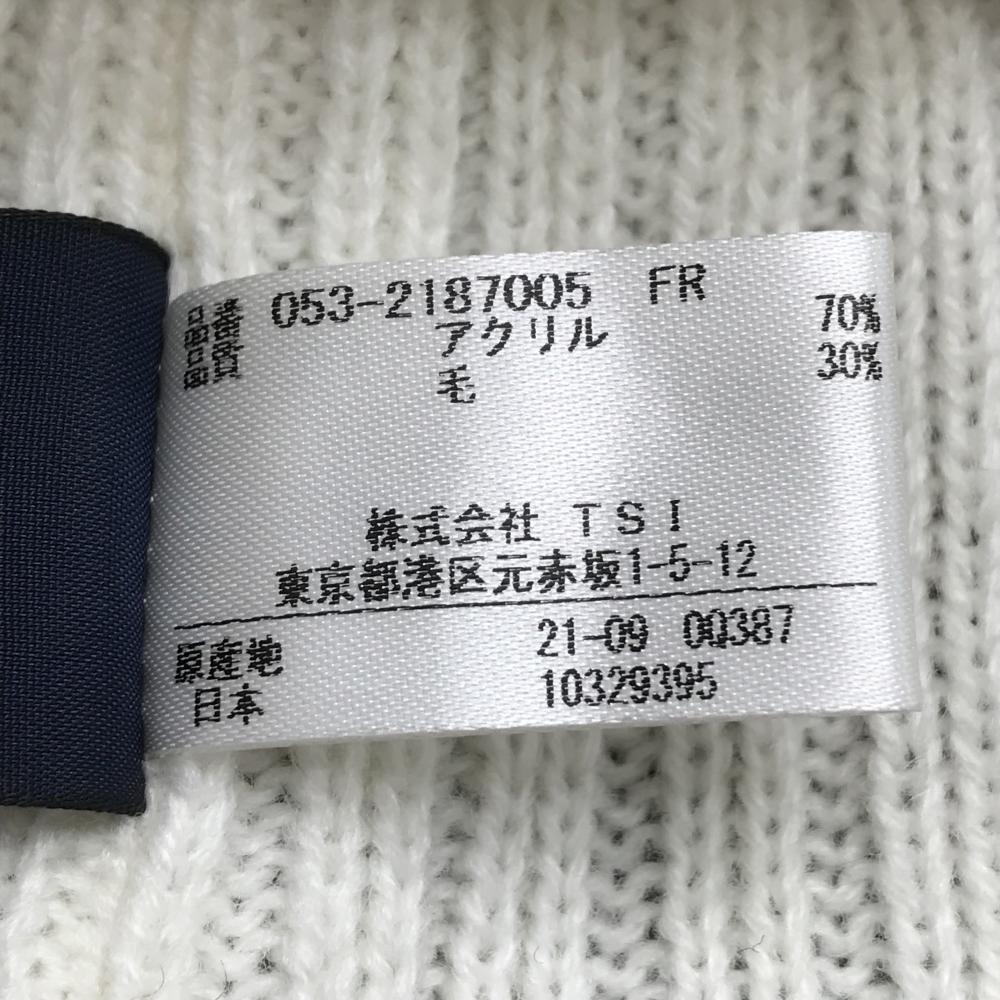 品番 053-2187005 FR
品質 アクリル 70%
毛 30%
株式会社 TSI
東京都港区元赤坂1-5-12
原産地 21-09 0Q387
日本 10329395